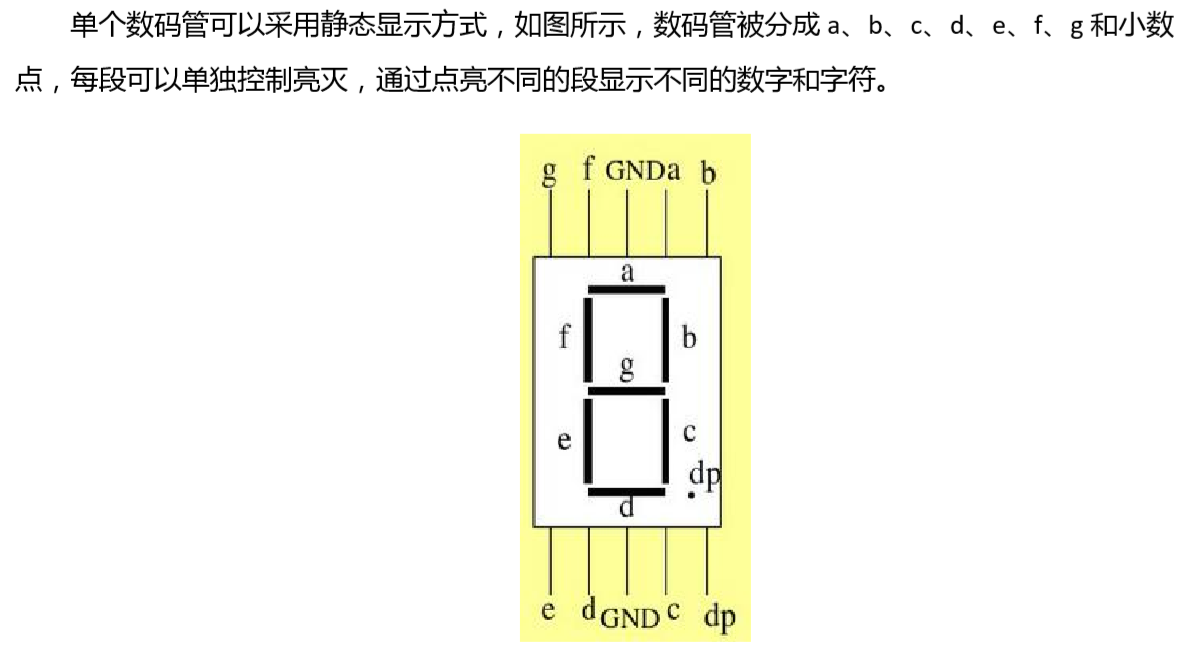 单个数码管可以采用静态显示方式，如图所示，数码管被分成 a、b、c、d、e、f、g 和小数
点，每段可以单独控制亮灭，通过点亮不同的段显示不同的数字和字符。
g f GND a b
a
f b
g
e c
dp
d
e d GND c dp